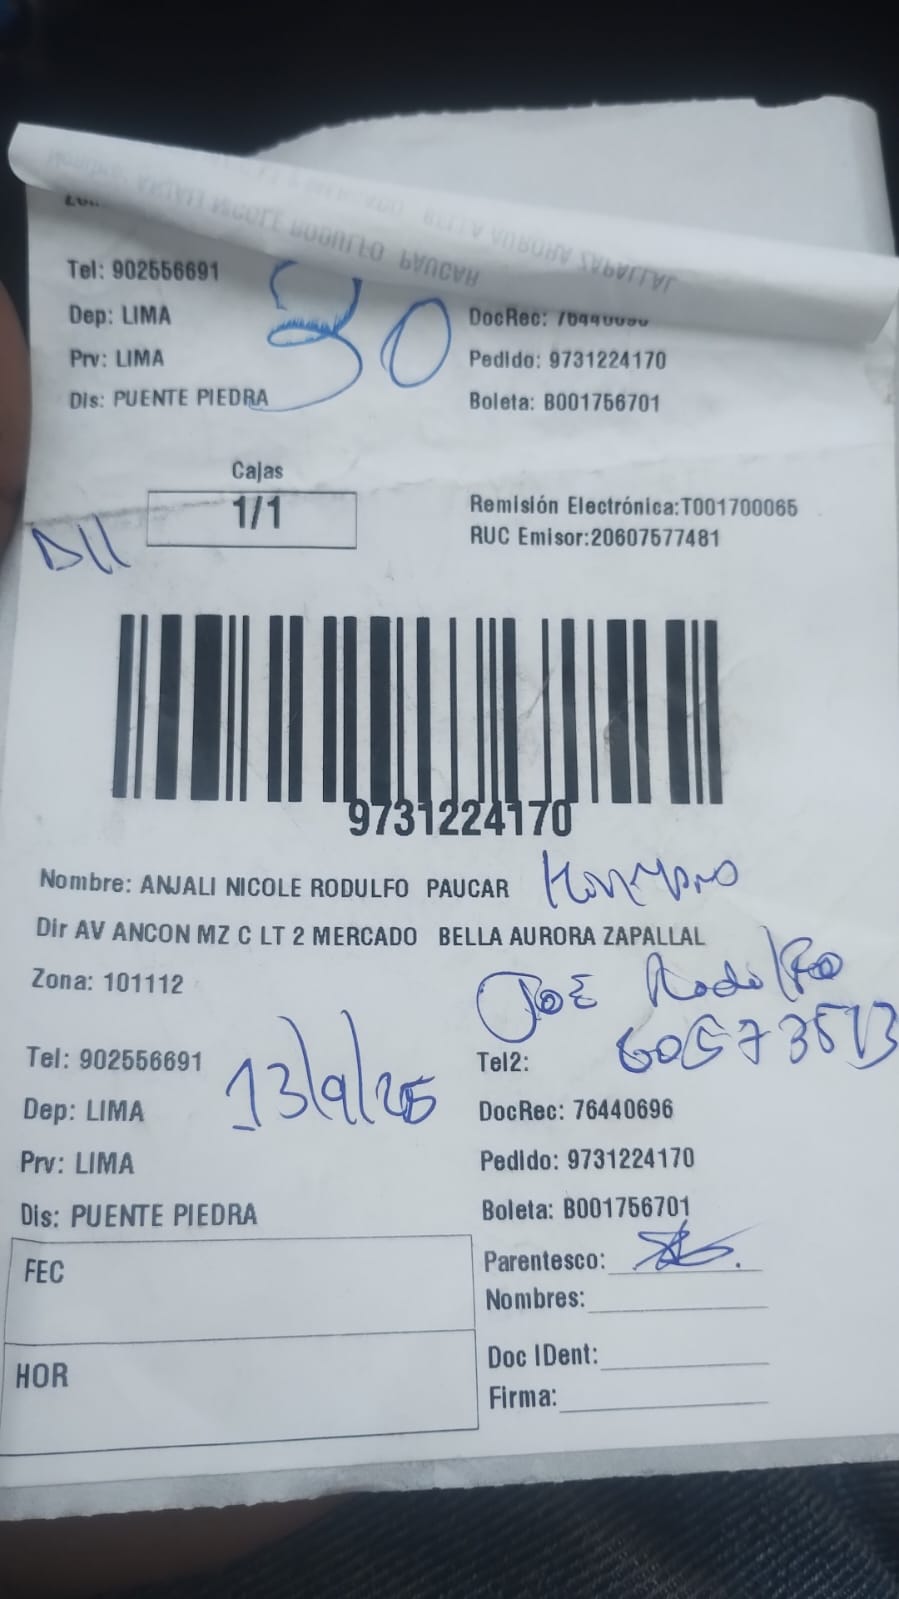 Tel: 902556691
Dep: LIMA
Prv: LIMA
Dis: PUENTE PIEDRA
30
DocRec: 76440696
Pedido: 9731224170
Boleta: B001756701
Cajas
1/1
Remisión Electrónica:T001700065
RUC Emisor:20607577481
9731224170
Nombre: ANJALI NICOLE RODULFO PAUCAR
Dir AV ANCON MZ C LT 2 MERCADO BELLA AURORA ZAPALLAL
Zona: 101112
JOE Rodolfo
Tel: 902556691
13/9/25
Tel2:
Dep: LIMA
DocRec: 76440696
Prv: LIMA
Pedido: 9731224170
Dis: PUENTE PIEDRA
Boleta: B001756701
FEC
HOR
Parentesco:
Nombres:
Doc IDent:
Firma: